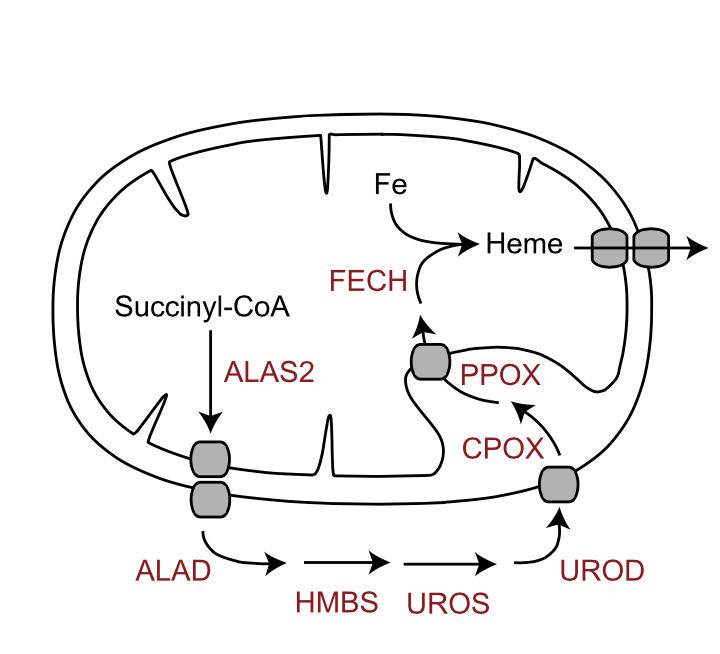 Fe
Heme
FECH
Succinyl-CoA
ALAS2
PPOX
CPOX
ALAD
UROD
HMBS
UROS